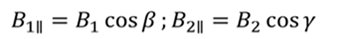 B₁∥ = B₁ cos β ; B₂∥ = B₂ cos γ